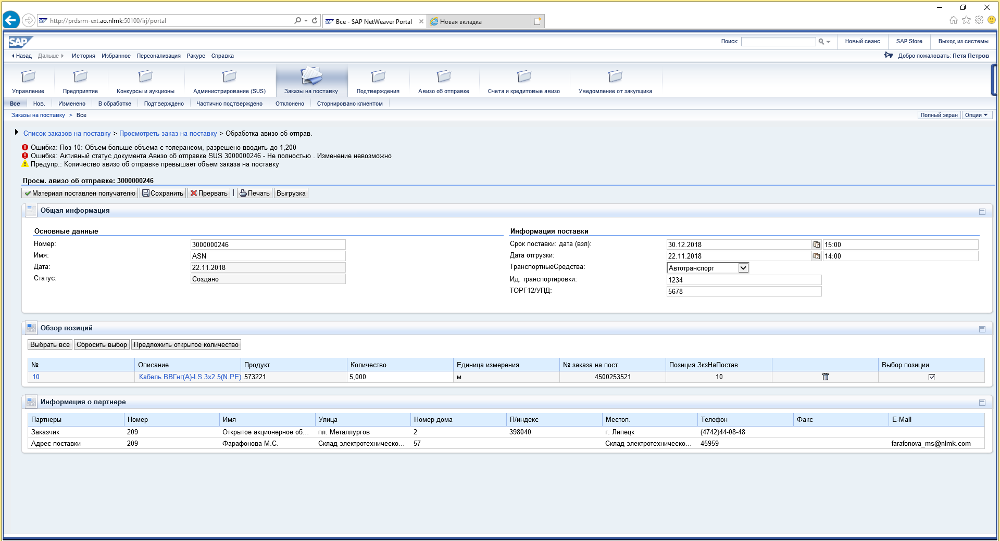 http://prdsrm-ext.ao.nlmk:50100/irj/portal
Все - SAP NetWeaver Portal
Новая вкладка
SAP
Поиск:
Новый сеанс
SAP Store
Выход из системы
Назад Дальше История Избранное Персонализация Ракурс Справка
Добро пожаловать: Петя Петров
Управление Предприятие Конкурсы и аукционы Администрирование (SUS) Заказы на поставку Подтверждения Авизо об отправке Счета и кредитовые авизо Уведомление от закупщика
Все Нов. Изменено В обработке Подтверждено Частично подтверждено Отклонено Сторнировано клиентом
Заказы на поставку > Все
Полный экран Опции
Список заказов на поставку > Просмотреть заказ на поставку > Обработка авизо об отправ.
Ошибка: Поз 10: Объем больше объема с толерансом, разрешено вводить до 1,200
Ошибка: Активный статус документа Авизо об отправке SUS 3000000246 - Не полностью . Изменение невозможно
Предупр.: Количество авизо об отправке превышает объем заказа на поставку
Просм. авизо об отправке: 3000000246
Материал поставлен получателю Сохранить Прервать | Печать Выгрузка
Общая информация
Основные данные
Номер: 3000000246
Имя: ASN
Дата: 22.11.2018
Статус: Создано
Информация поставки
Срок поставки: дата (взл): 30.12.2018 15:00
Дата отгрузки: 22.11.2018 14:00
ТранспортныеСредства: Автотранспорт
Ид. транспортировки: 1234
ТОРГ12/УПД: 5678
Обзор позиций
Выбрать все Сбросить выбор Предложить открытое количество
№ Описание Продукт Количество Единица измерения № заказа на пост. Позиция ЗкзНаПостав Выбор позиции
10 Кабель ВВГнг(А)-LS 3х2.5(N.PE) 573221 5,000 м 4500253521 10
Информация о партнере
Партнеры Номер Имя Улица Номер дома П/индекс Местоп. Телефон Факс E-Mail
Заказчик 209 Открытое акционерное об... пл. Металлургов 2 398040 г. Липецк (4742)44-08-48
Адрес поставки 209 Фарафонова М.С. Склад электротехническо... 57 Склад электротехническо... 45959 farafonova_ms@nlmk.com